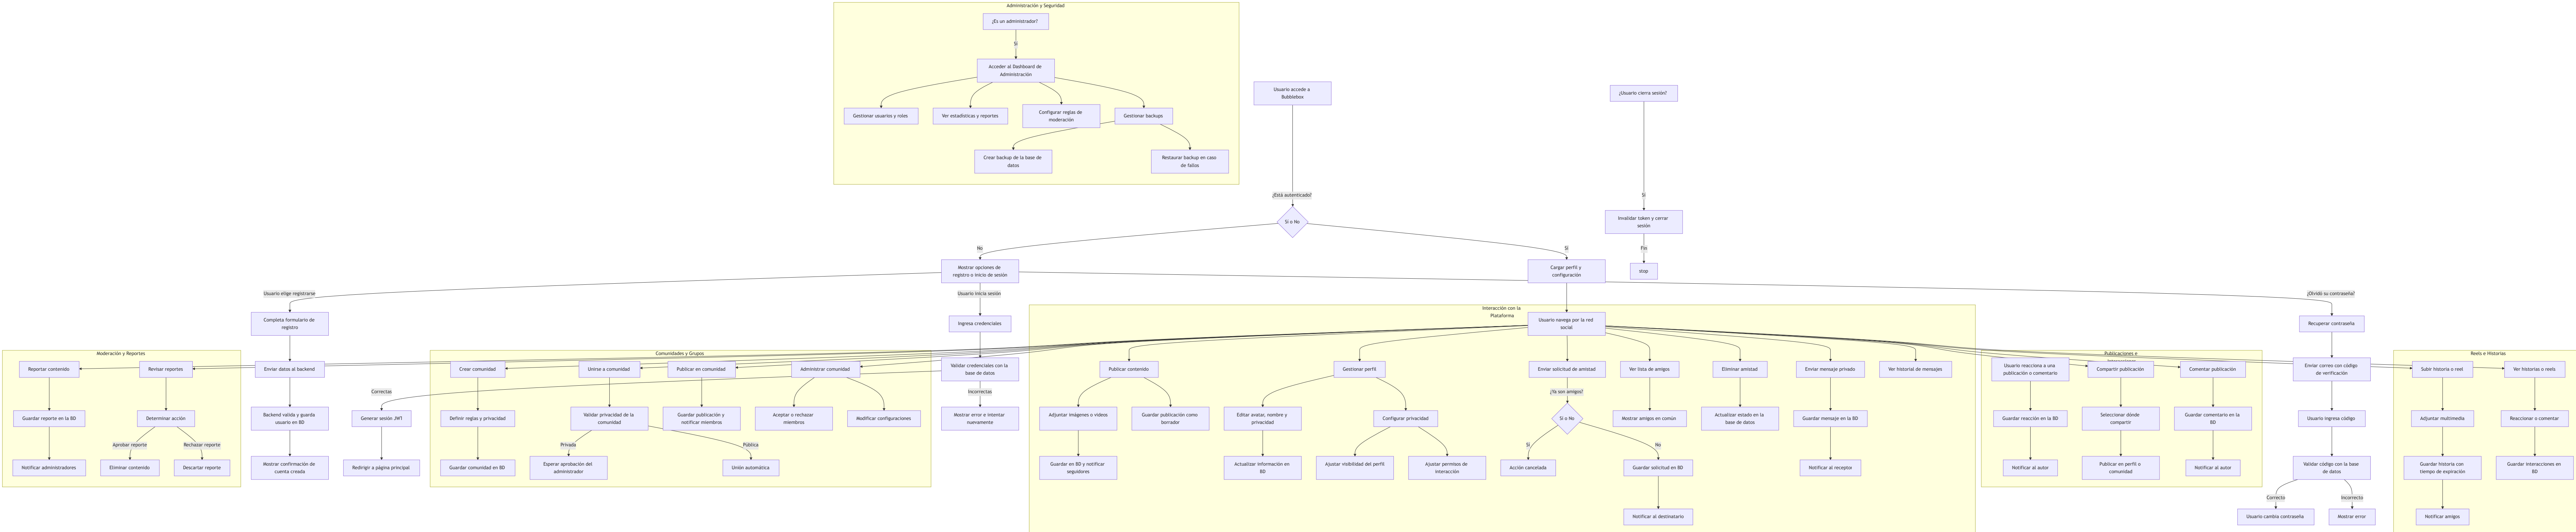 Administración y Seguridad
¿Es un administrador?
Sí
Acceder al Dashboard de
Administración
Gestionar usuarios y roles
Ver estadísticas y reportes
Configurar reglas de
moderación
Gestionar backups
Crear backup de la base de
datos
Restaurar backup en caso
de fallos
Usuario accede a
Bubblebox
¿Está autenticado?
Sí o No
No
Sí
¿Usuario cierra sesión?
Sí
Invalidar token y cerrar
sesión
Fin
stop
Mostrar opciones de
registro o inicio de sesión
Cargar perfil y
configuración
Usuario elige registrarse
Usuario inicia sesión
¿Olvidó su contraseña?
Completa formulario de
registro
Ingresa credenciales
Recuperar contraseña
Moderación y Reportes
Reportar contenido
Revisar reportes
Guardar reporte en la BD
Determinar acción
Aprobar reporte
Rechazar reporte
Notificar administradores
Eliminar contenido
Descartar reporte
Enviar datos al backend
Backend valida y guarda
usuario en BD
Mostrar confirmación de
cuenta creada
Correctas
Generar sesión JWT
Redirigir a página principal
Comunidades y Grupos
Crear comunidad
Unirse a comunidad
Publicar en comunidad
Administrar comunidad
Definir reglas y privacidad
Validar privacidad de la
comunidad
Guardar publicación y
notificar miembros
Aceptar o rechazar
miembros
Modificar configuraciones
Privada
Pública
Guardar comunidad en BD
Esperar aprobación del
administrador
Unión automática
Validar credenciales con la
base de datos
Incorrectas
Mostrar error e intentar
nuevamente
Interacción con la
Plataforma
Usuario navega por la red
social
Publicar contenido
Gestionar perfil
Enviar solicitud de amistad
Ver lista de amigos
Eliminar amistad
Enviar mensaje privado
Ver historial de mensajes
Adjuntar imágenes o videos
Guardar publicación como
borrador
Editar avatar, nombre y
privacidad
Configurar privacidad
¿Ya son amigos?
Sí o No
Mostrar amigos en común
Actualizar estado en la
base de datos
Guardar mensaje en la BD
Sí
No
Guardar en BD y notificar
seguidores
Actualizar información en
BD
Ajustar visibilidad del perfil
Ajustar permisos de
interacción
Acción cancelada
Guardar solicitud en BD
Notificar al receptor
Notificar al destinatario
Publicaciones e
Usuario reacciona a una
publicación o comentario
Compartir publicación
Comentar publicación
Guardar reacción en la BD
Seleccionar dónde
compartir
Guardar comentario en la
BD
Notificar al autor
Publicar en perfil o
comunidad
Notificar al autor
Enviar correo con código
de verificación
Usuario ingresa código
Validar código con la base
de datos
Correcto
Incorrecto
Usuario cambia contraseña
Mostrar error
Reels e Historias
Subir historia o reel
Ver historias o reels
Adjuntar multimedia
Reaccionar o comentar
Guardar historia con
tiempo de expiración
Guardar interacciones en
BD
Notificar amigos